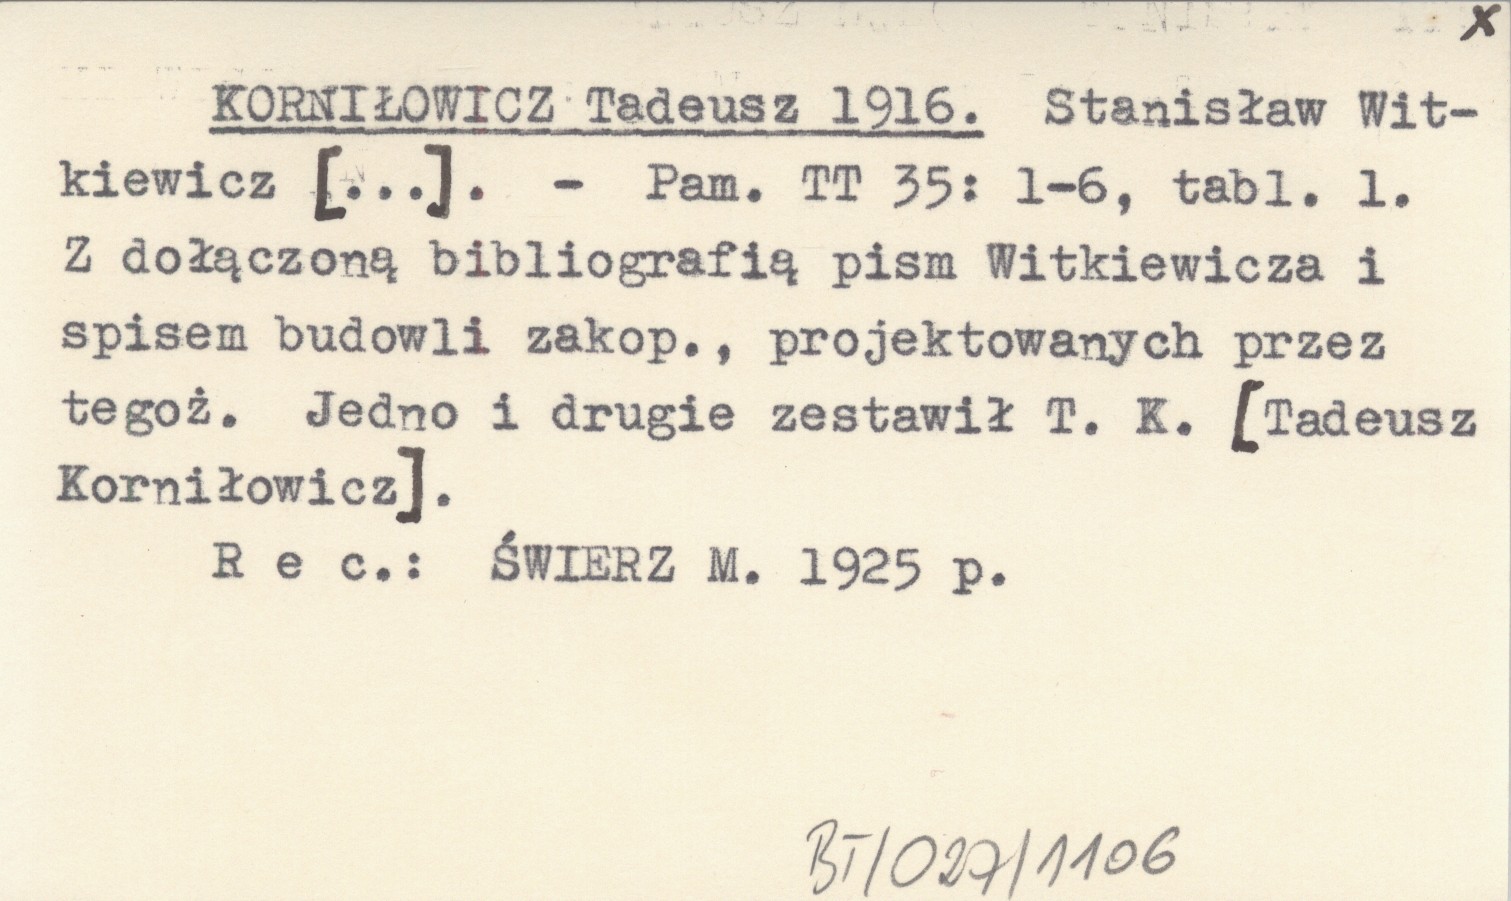 x
KORNIŁOWICZ Tadeusz 1916. Stanisław Wit-
kiewicz [...]. - Pam. TT 35: 1-6, tabl. 1.
Z dołączoną bibliografią pism Witkiewicza i
spisem budowli zakop., projektowanych przez
tegoż. Jedno i drugie zestawił T. K. [Tadeusz
Korniłowicz].
R e c.: ŚWIERZ M. 1925 p.
BT/027/1106